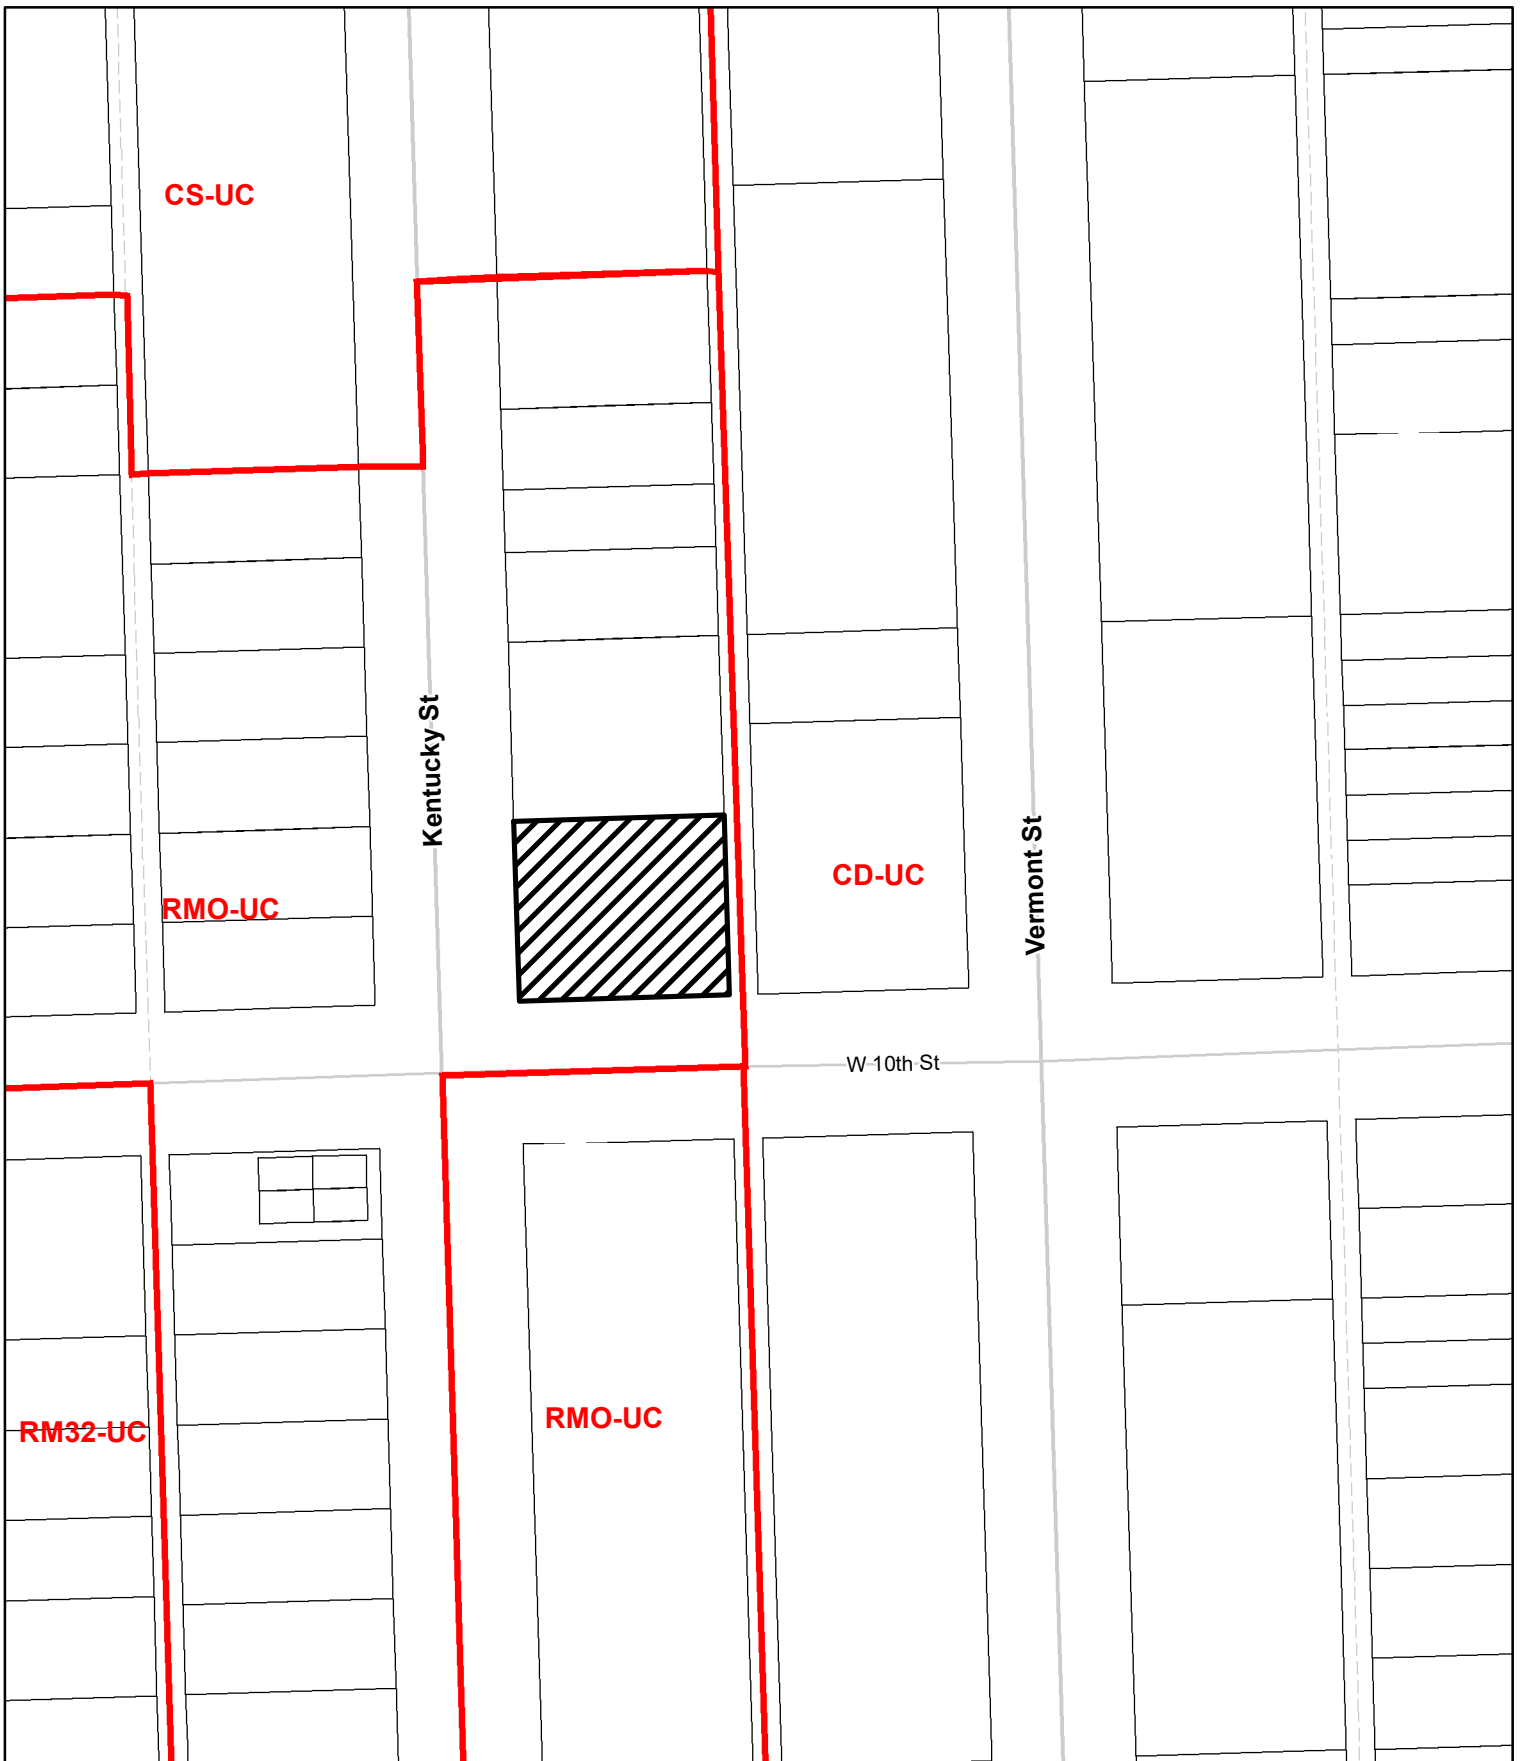 CS-UC
Kentucky St
Vermont St
CD-UC
RMO-UC
W 10th St
RMO-UC
RM32-UC